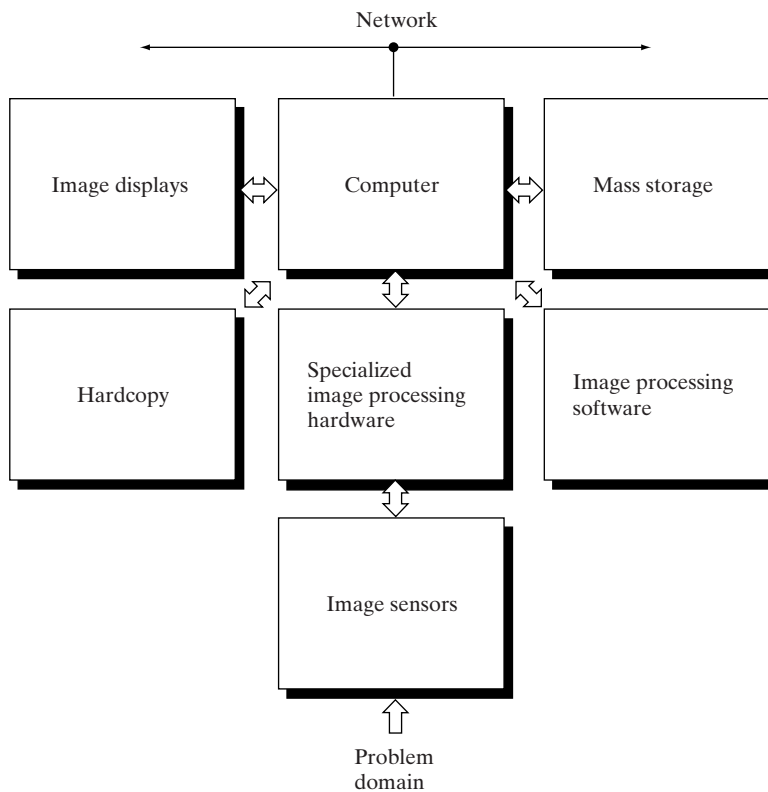 Network
Image displays
Computer
Mass storage
Hardcopy
Specialized
image processing
hardware
Image processing
software
Image sensors
Problem
domain